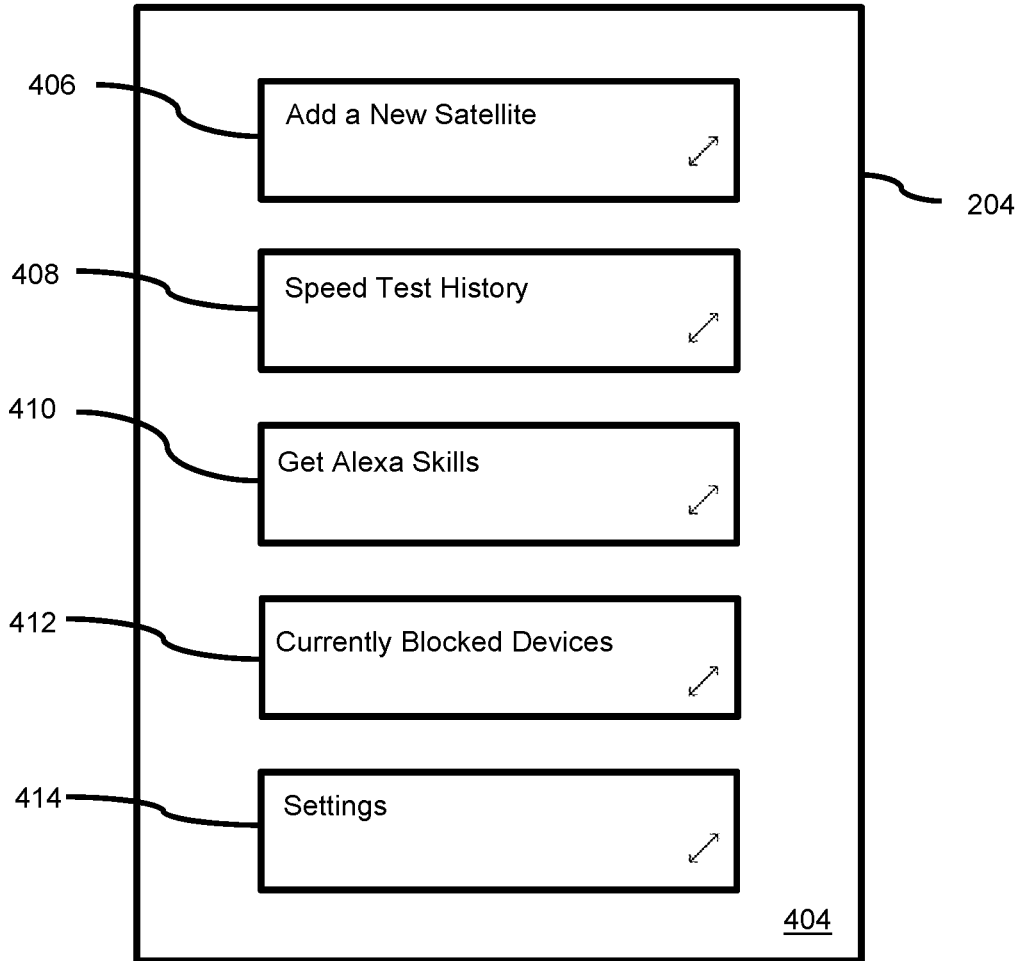 406
Add a New Satellite
204
408
Speed Test History
410
Get Alexa Skills
412
Currently Blocked Devices
414
Settings
404